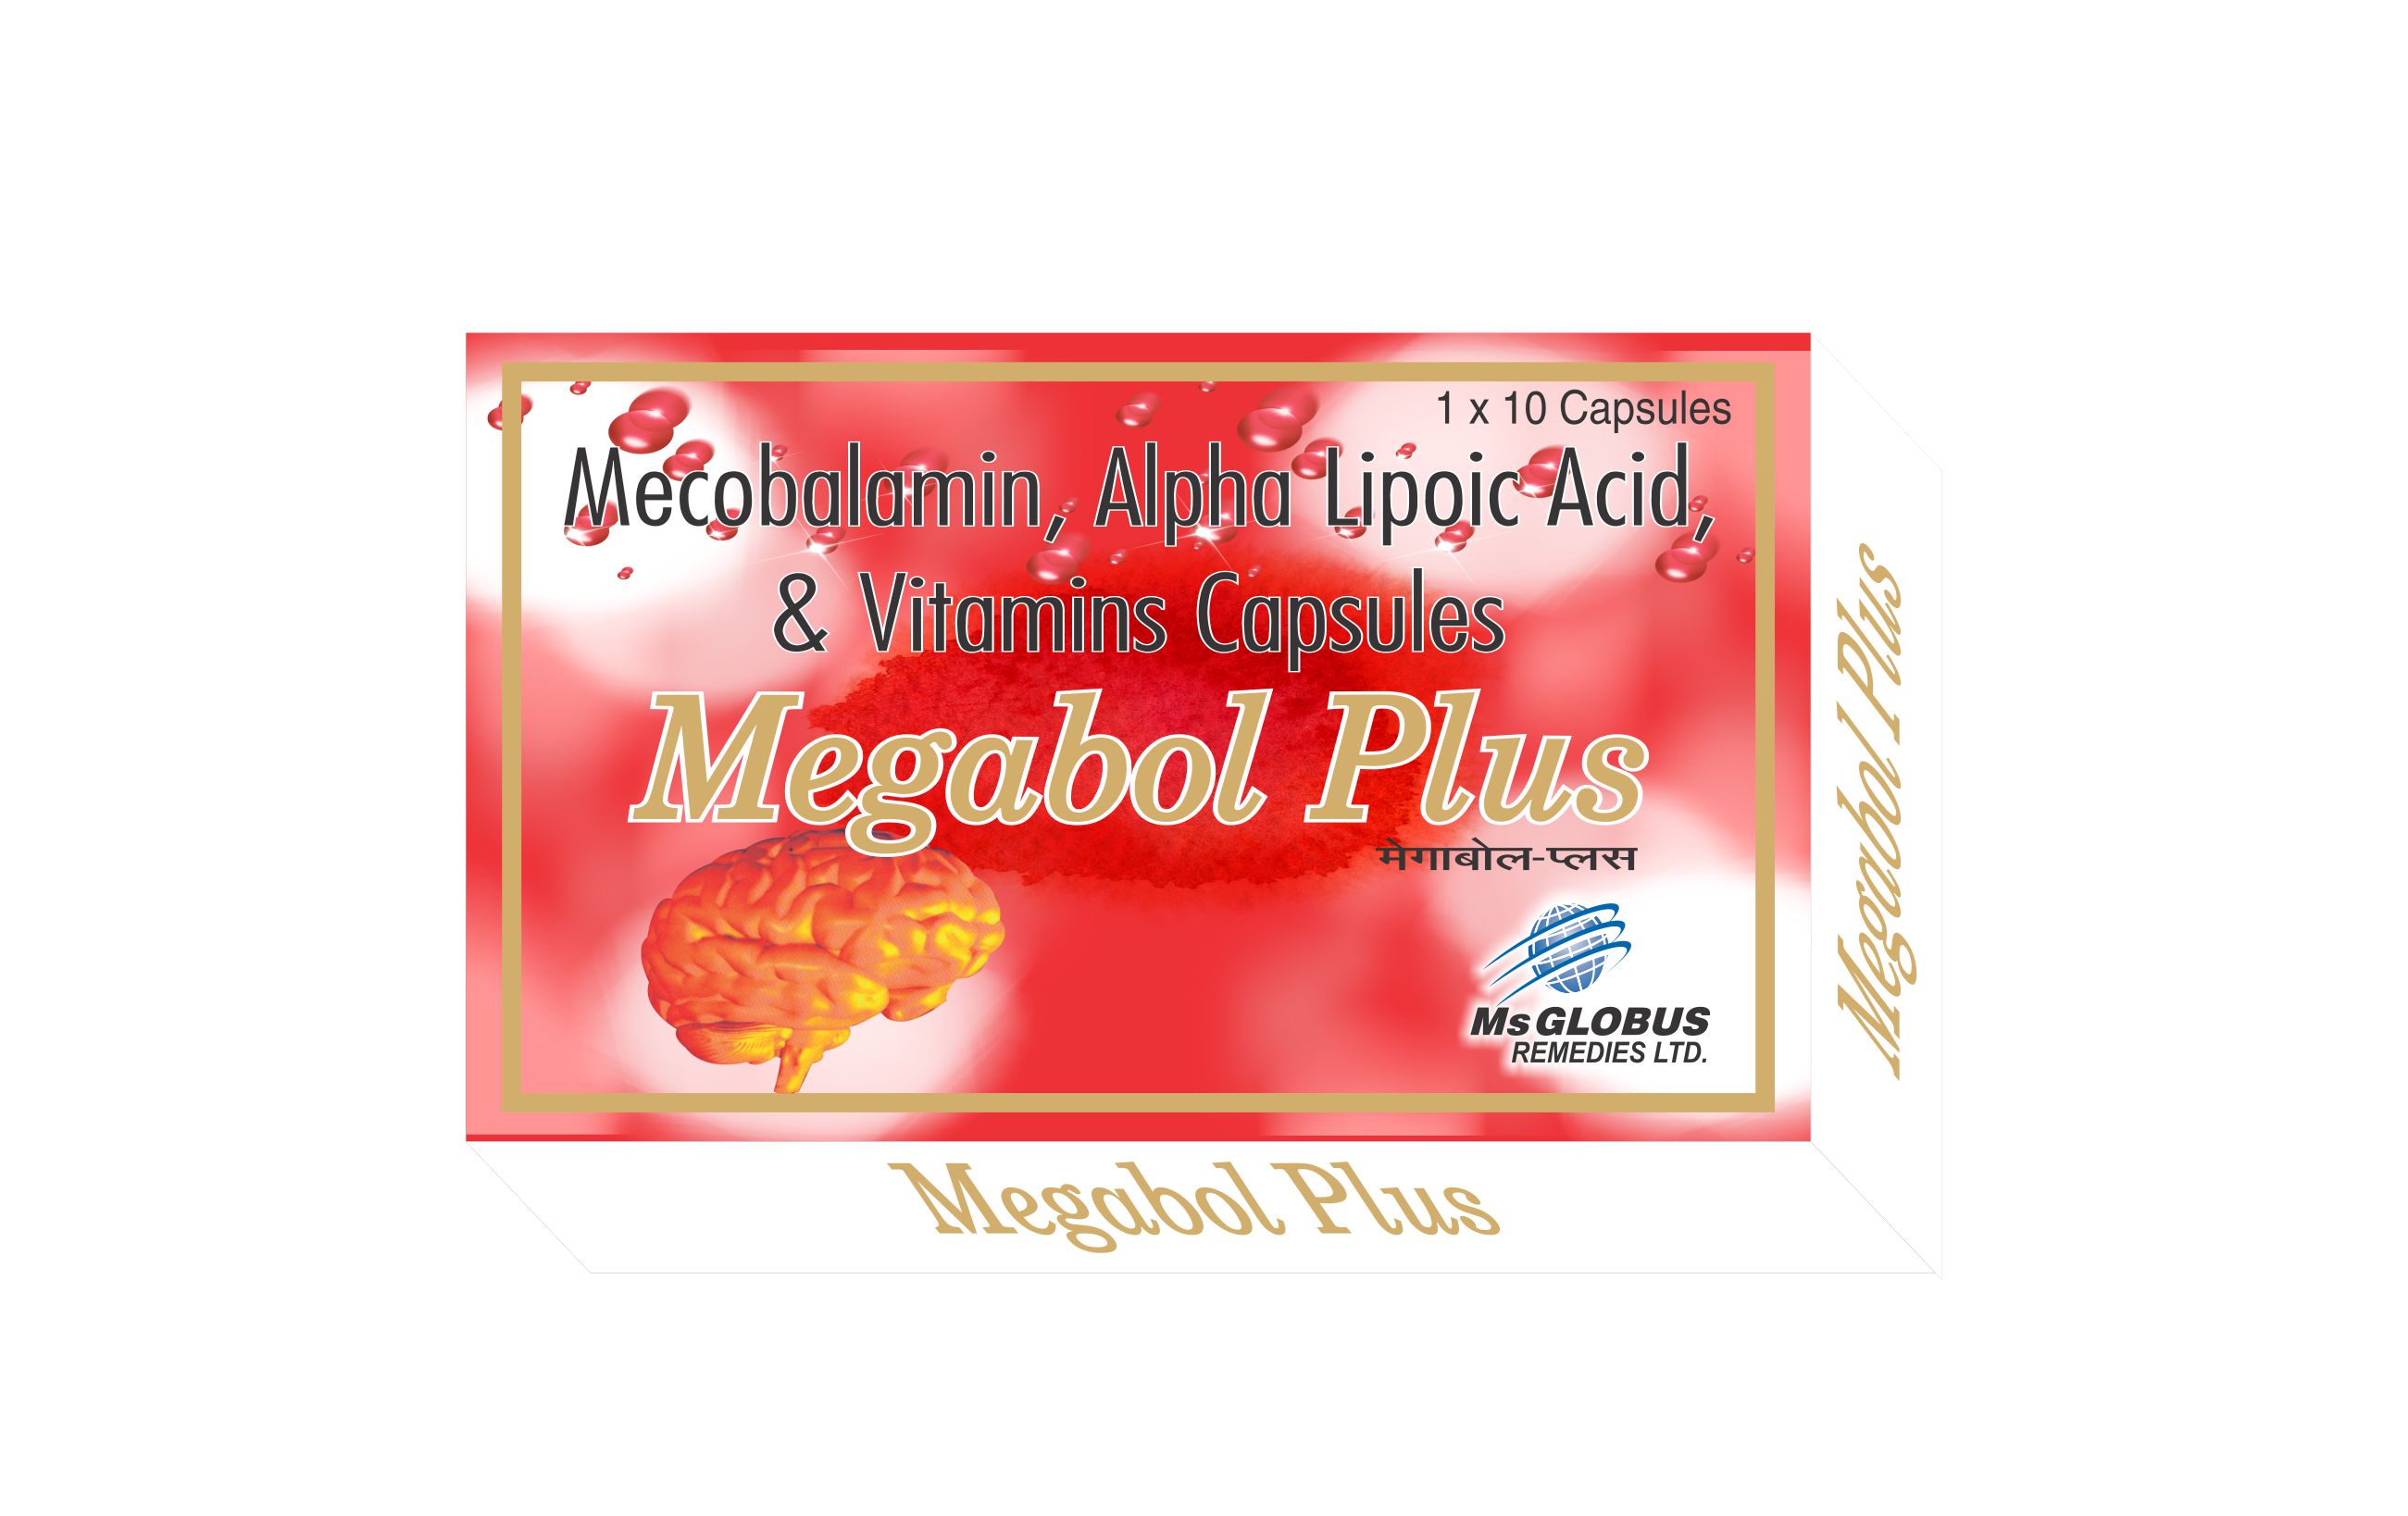 1 x 10 Capsules
Mecobalamin, Alpha Lipoic Acid,
& Vitamins Capsules
Megabol Plus
मेगाबोल-प्लस
Ms GLOBUS
REMEDIES LTD.
Megabol Plus
Megabol Plus